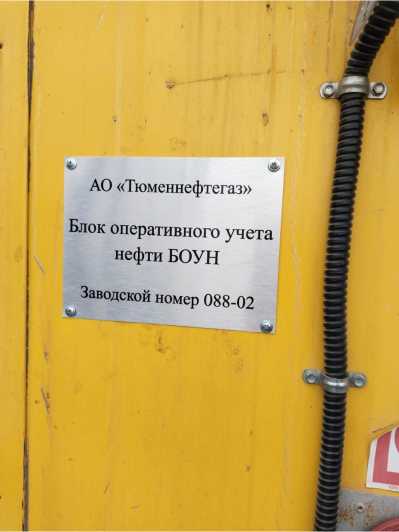 АО «Тюменнефтегаз»
Блок оперативного учета
нефти БОУН
Заводской номер 088-02